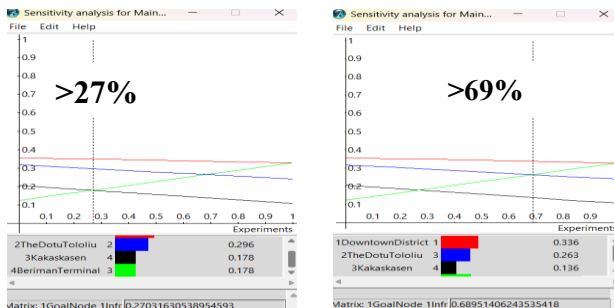 Sensitivity analysis for Main...
File Edit Help
1
0.9
0.8
>27%
0.7
0.6
0.5
0.4
0.3
0.2
0.1
0.1 0.2 0.3 0.4 0.5 0.6 0.7 0.8 0.9 1
Experiments
2TheDotuTololiu 2 0.296
3Kakaskasen 4 0.178
4BerimanTerminal 3 0.178
Matrix: 1GoalNode 1Infr 0.27031630538954593
Sensitivity analysis for Main...
File Edit Help
1
0.9
0.8
>69%
0.7
0.6
0.5
0.4
0.3
0.2
0.1
0.1 0.2 0.3 0.4 0.5 0.6 0.7 0.8 0.9
Experiments
1DowntownDistrict 1 0.336
2TheDotuTololiu 3 0.263
3Kakaskasen 4 0.136
Matrix: 1GoalNode 1Infr 0.68951406243535418